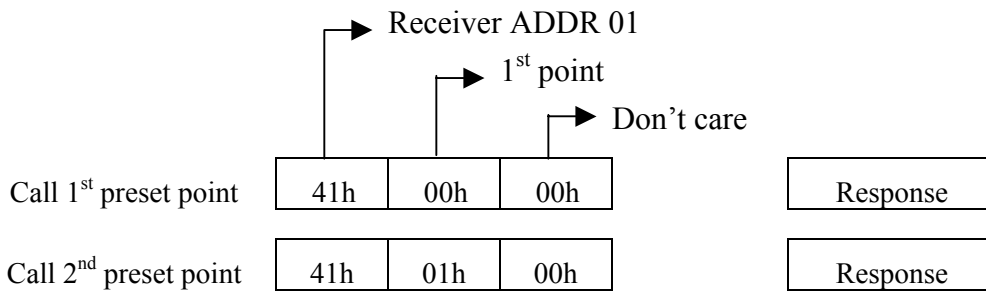 Receiver ADDR 01
1st point
Don't care
Call 1st preset point 41h 00h 00h Response
Call 2nd preset point 41h 01h 00h Response